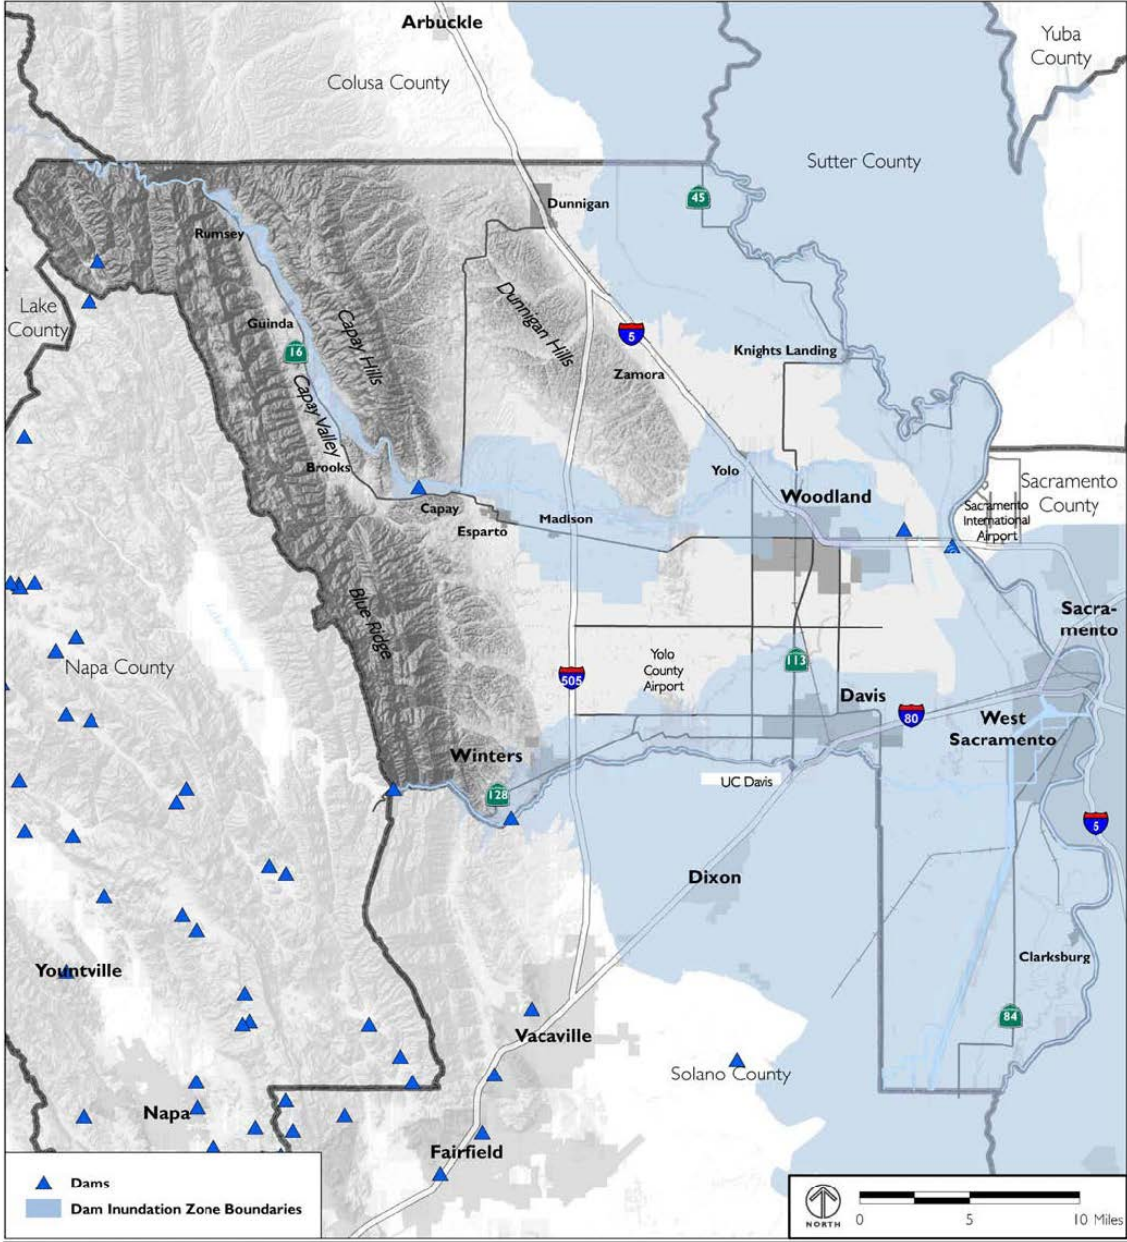 Arbuckle
Yuba
County
Colusa County
Sutter County
45
Dunnigan
Rumsey
Lake
County
Guinda
16
Capay Hills
Dunnigan Hills
5
Knights Landing
Zamora
Capay Valley
Brooks
Yolo
Woodland
Sacramento
County
Capay
Esparto
Madison
Sacramento
International
Airport
Blue Ridge
Sacra-
mento
Napa County
Yolo
County
Airport
113
505
Davis
80
West
Sacramento
Winters
UC Davis
128
5
Dixon
Clarksburg
Yountville
84
Vacaville
Solano County
Napa
Fairfield
Dams
Dam Inundation Zone Boundaries
NORTH
0 5 10 Miles